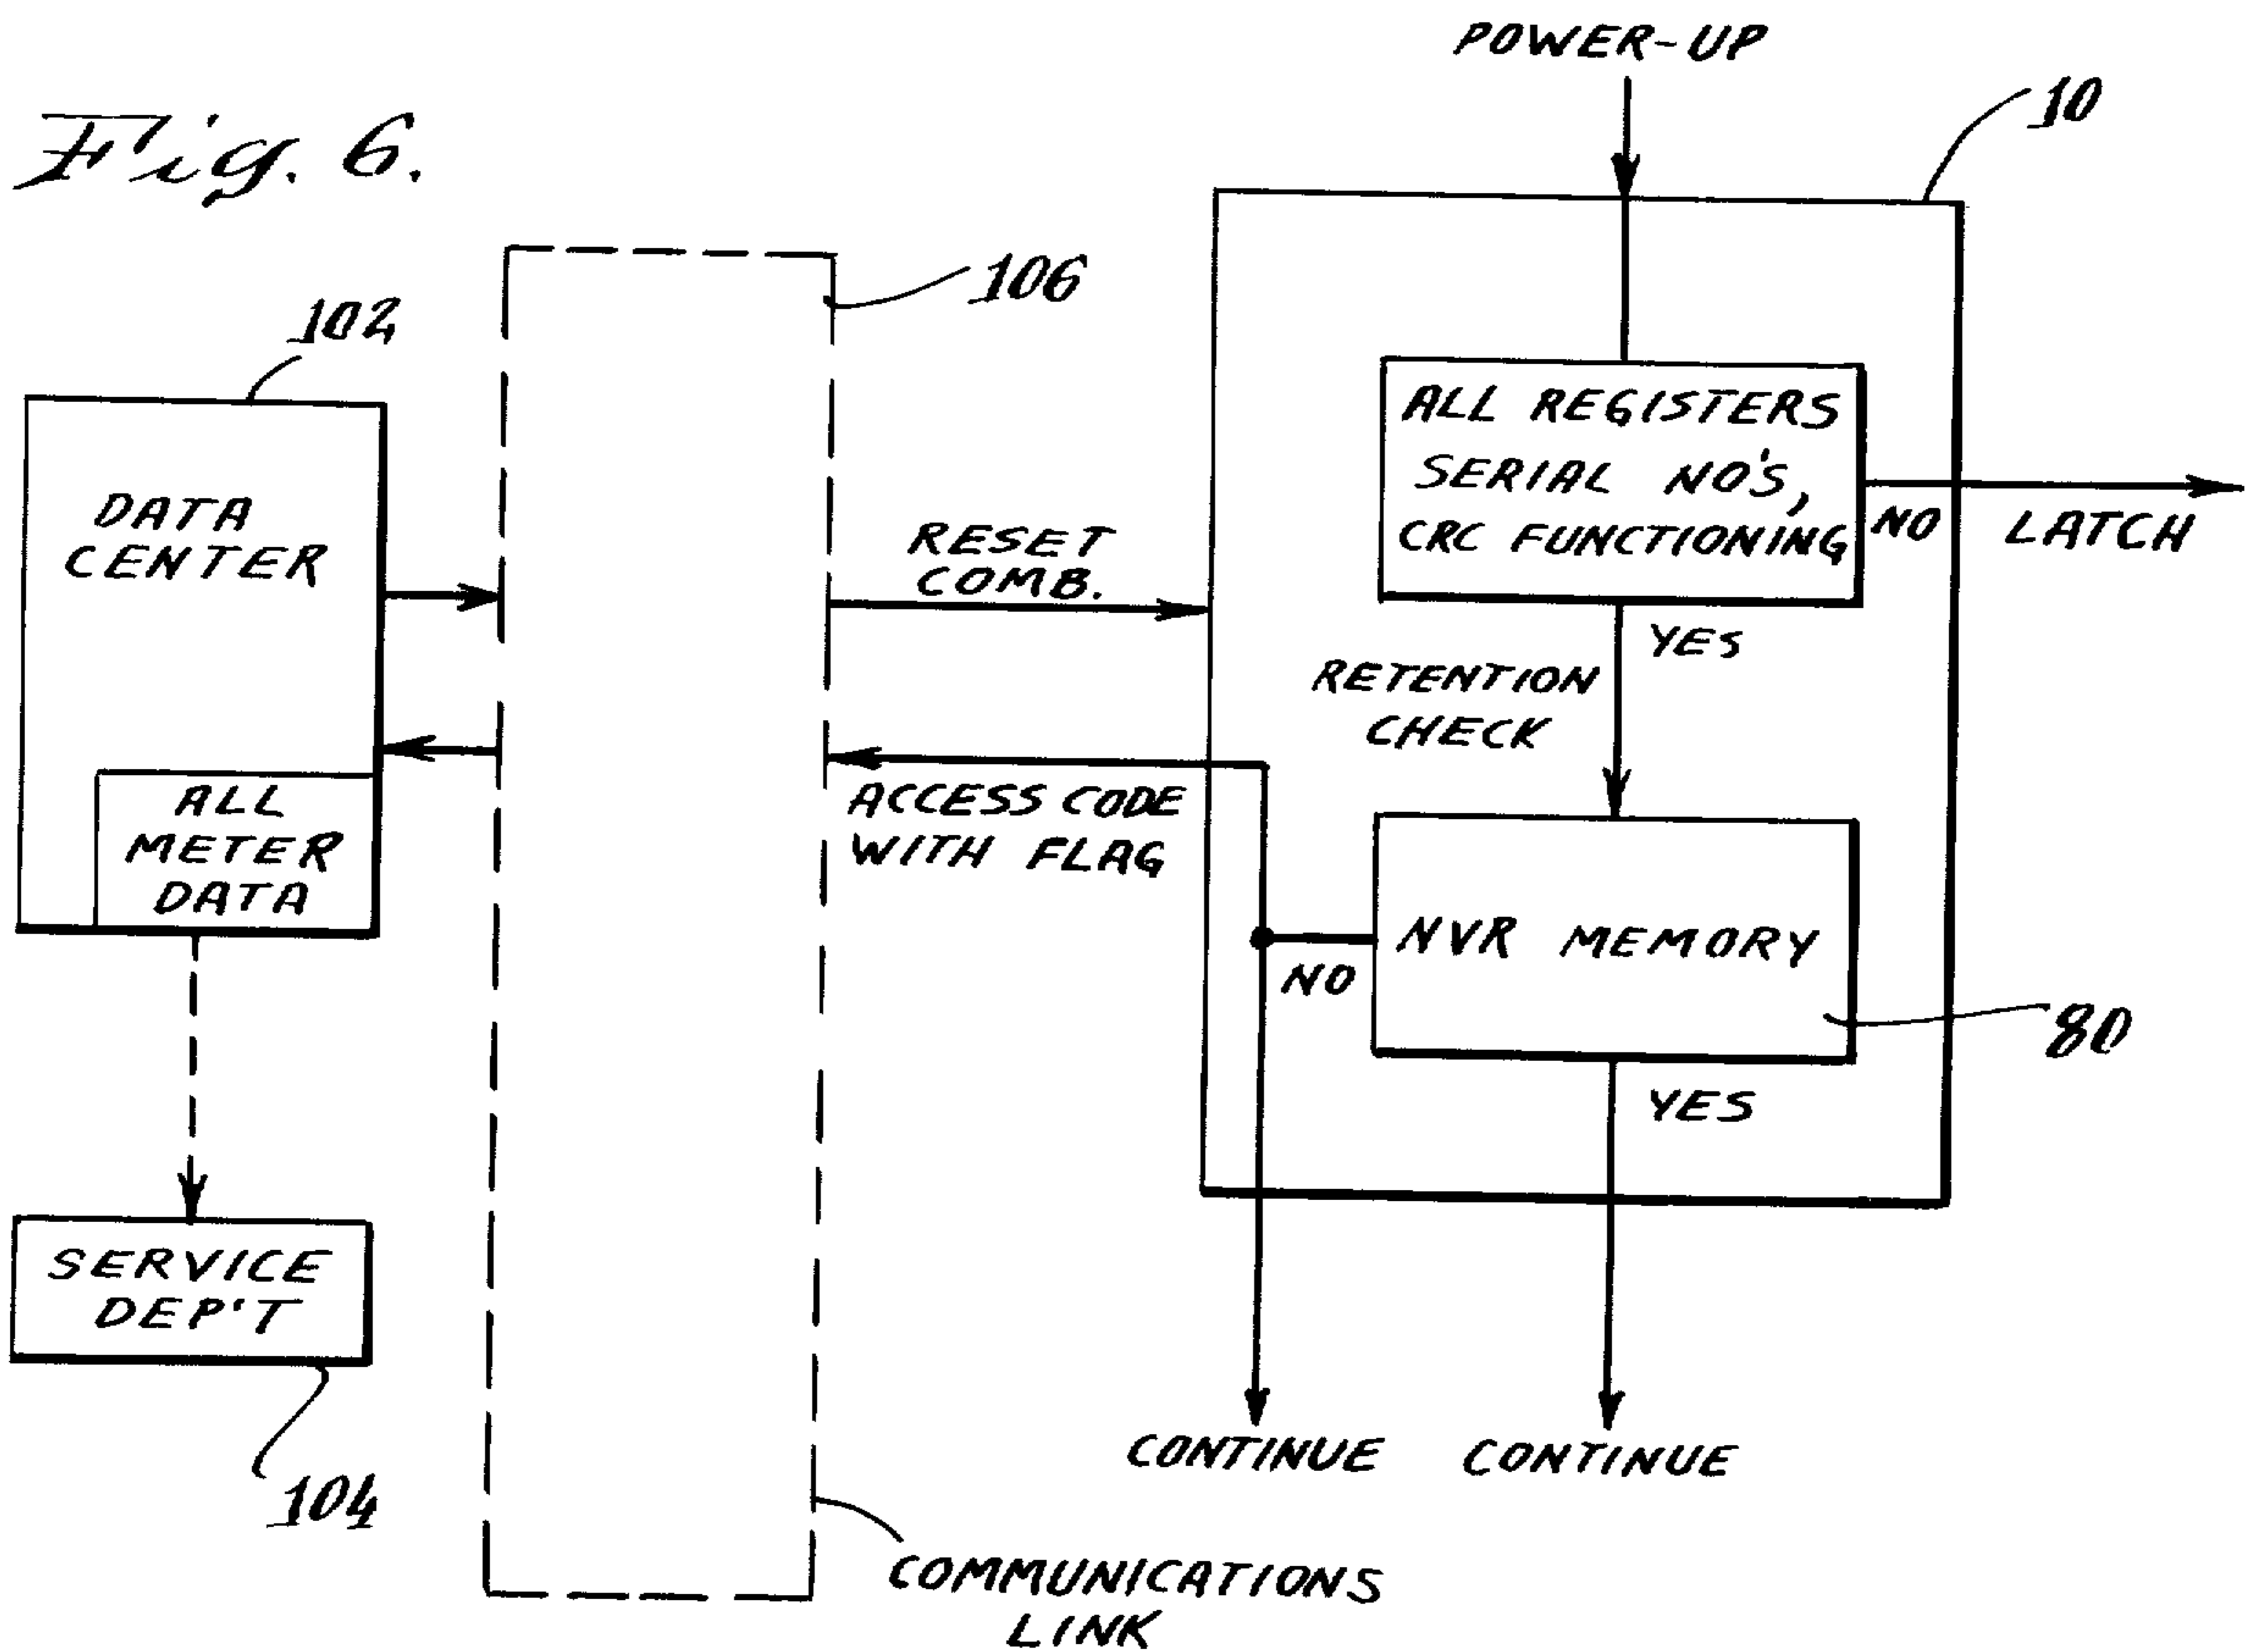 Fig. 6.
POWER-UP
10
106
102
DATA
CENTER
ALL
METER
DATA
SERVICE
DEP'T
104
RESET
COMB.
ACCESS CODE
WITH FLAG
ALL REGISTERS
SERIAL NO'S,
CRC FUNCTIONING
NO
LATCH
YES
RETENTION
CHECK
NVR MEMORY
NO
80
YES
CONTINUE
CONTINUE
COMMUNICATIONS
LINK